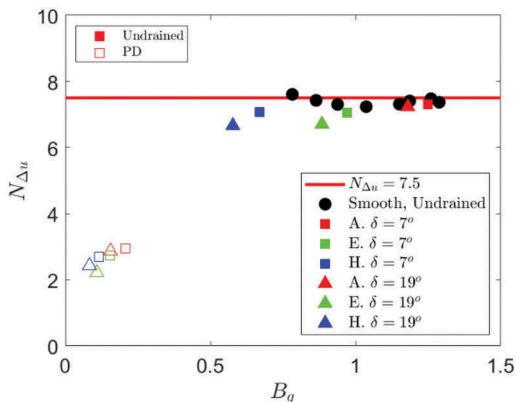 10
8
6
4
2
0
N_{Δu}
Undrained
PD
N_{Δu} = 7.5
Smooth, Undrained
A. δ = 7°
E. δ = 7°
H. δ = 7°
A. δ = 19°
E. δ = 19°
H. δ = 19°
0 0.5 1 1.5
B_q